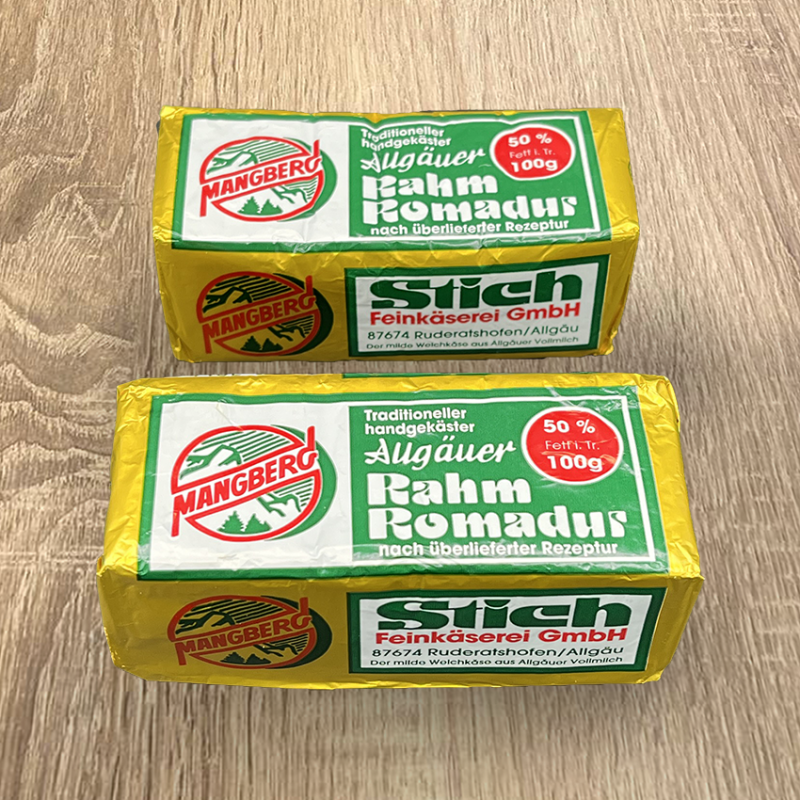 MANGBERG
Traditioneller
handgekäster
Allgäuer
50 %
Fett i. Tr.
100g
Rahm
Romadur
nach überlieferter Rezeptur
MANGBERG
Stich
Feinkäserei GmbH
87674 Ruderatshofen/Allgäu
Der milde Weichkäse aus Allgäuer Vollmilch
MANGBERG
Traditioneller
handgekäster
Allgäuer
50 %
Fett i. Tr.
100g
Rahm
Romadur
nach überlieferter Rezeptur
MANGBERG
Stich
Feinkäserei GmbH
87674 Ruderatshofen/Allgäu
Der milde Weichkäse aus Allgäuer Vollmilch